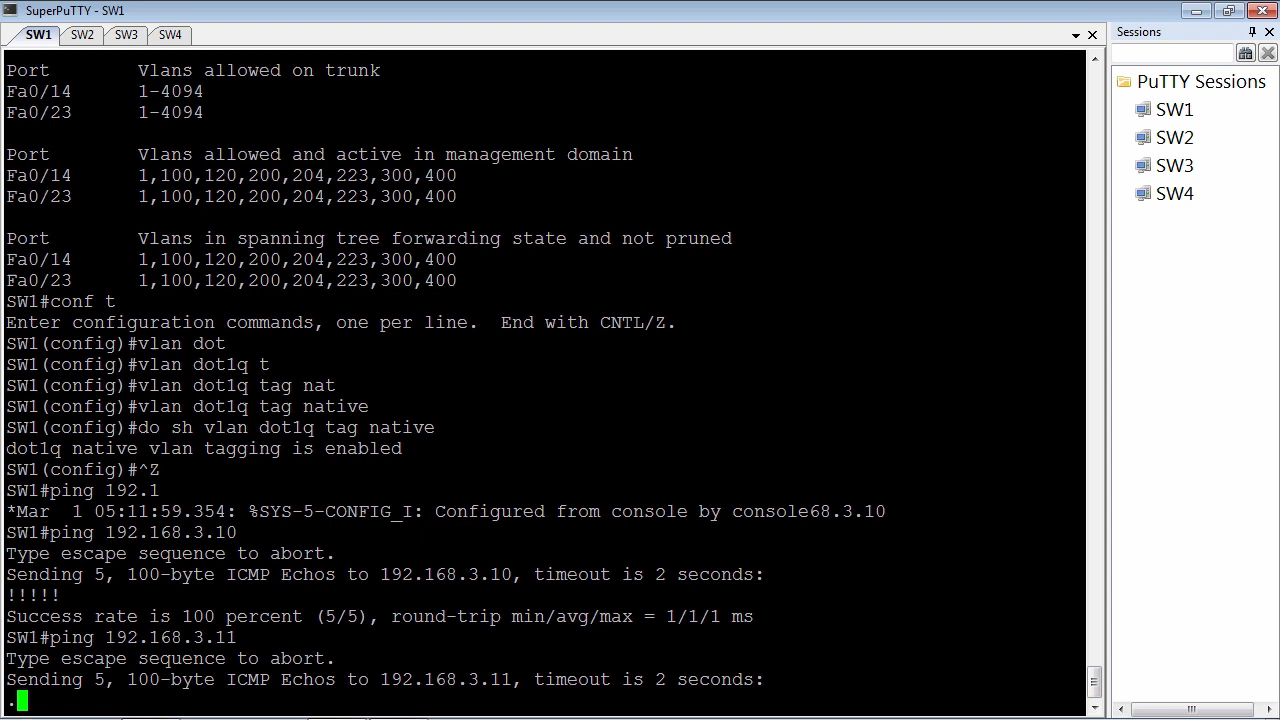 SuperPuTTY - SW1
SW1 SW2 SW3 SW4
Sessions
PuTTY Sessions
SW1
SW2
SW3
SW4
Port Vlans allowed on trunk
Fa0/14 1-4094
Fa0/23 1-4094
Port Vlans allowed and active in management domain
Fa0/14 1,100,120,200,204,223,300,400
Fa0/23 1,100,120,200,204,223,300,400
Port Vlans in spanning tree forwarding state and not pruned
Fa0/14 1,100,120,200,204,223,300,400
Fa0/23 1,100,120,200,204,223,300,400
SW1#conf t
Enter configuration commands, one per line. End with CNTL/Z.
SW1(config)#vlan dot
SW1(config)#vlan dot1q t
SW1(config)#vlan dot1q tag nat
SW1(config)#vlan dot1q tag native
SW1(config)#do sh vlan dot1q tag native
dot1q native vlan tagging is enabled
SW1(config)#^Z
SW1#ping 192.1
*Mar 1 05:11:59.354: %SYS-5-CONFIG_I: Configured from console by console68.3.10
SW1#ping 192.168.3.10
Type escape sequence to abort.
Sending 5, 100-byte ICMP Echos to 192.168.3.10, timeout is 2 seconds:
!!!!!
Success rate is 100 percent (5/5), round-trip min/avg/max = 1/1/1 ms
SW1#ping 192.168.3.11
Type escape sequence to abort.
Sending 5, 100-byte ICMP Echos to 192.168.3.11, timeout is 2 seconds:
.